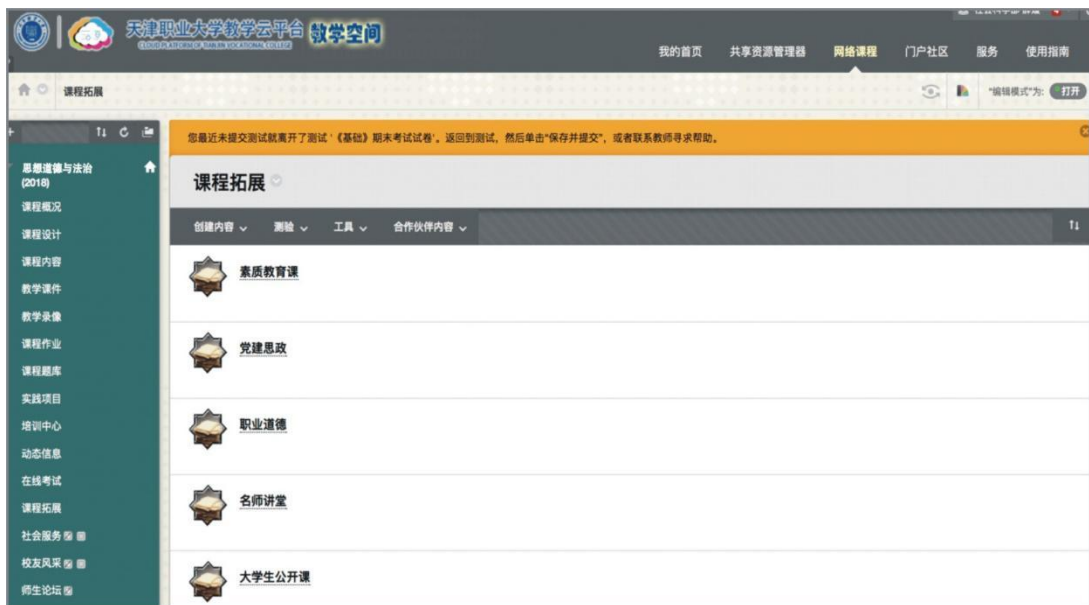 天津职业大学教学云平台 数学空间
CLOUD PLATFORM OF TIANJIN VOCATIONAL COLLEGE
我的首页 共享资源管理器 网络课程 门户社区 服务 使用指南
课程拓展
"编辑模式"为: 打开
您最近未提交测试就离开了测试 '《基础》期末考试试卷'。返回到测试，然后单击"保存并提交"，或者联系教师寻求帮助。
思想道德与法治
(2018)
课程概况
课程设计
课程内容
教学课件
教学录像
课程作业
课程题库
实践项目
培训中心
动态信息
在线考试
课程拓展
社会服务
校友风采
师生论坛
课程拓展
创建内容 测验 工具 合作伙伴内容
素质教育课
党建思政
职业道德
名师讲堂
大学生公开课